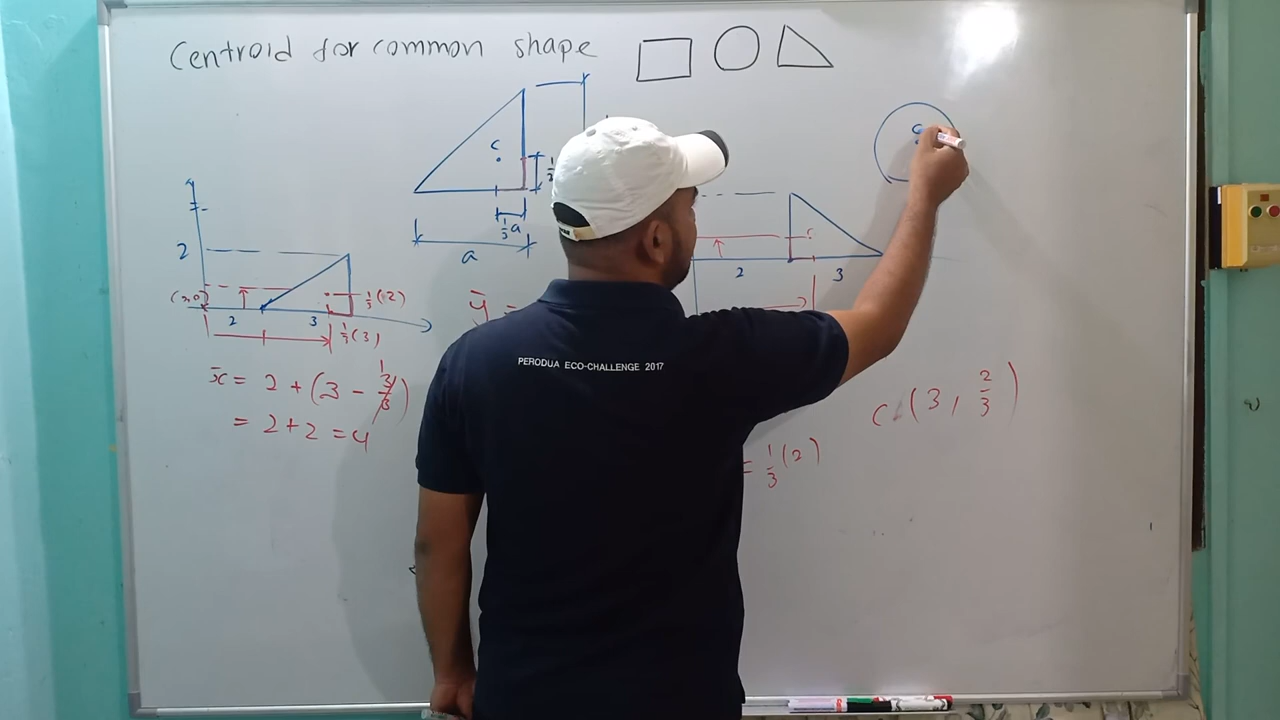 Centroid for common shape
C
1/3 a
a
2
(0,0)
2
3
1/3 (2)
1/3 (3)
x̄ = 2 + (3 - 3/3) 1
= 2+2 = 4
ȳ =
2
3
c
= 1/3 (2)
C (3, 2/3)
C
PERODUA ECO-CHALLENGE 2017